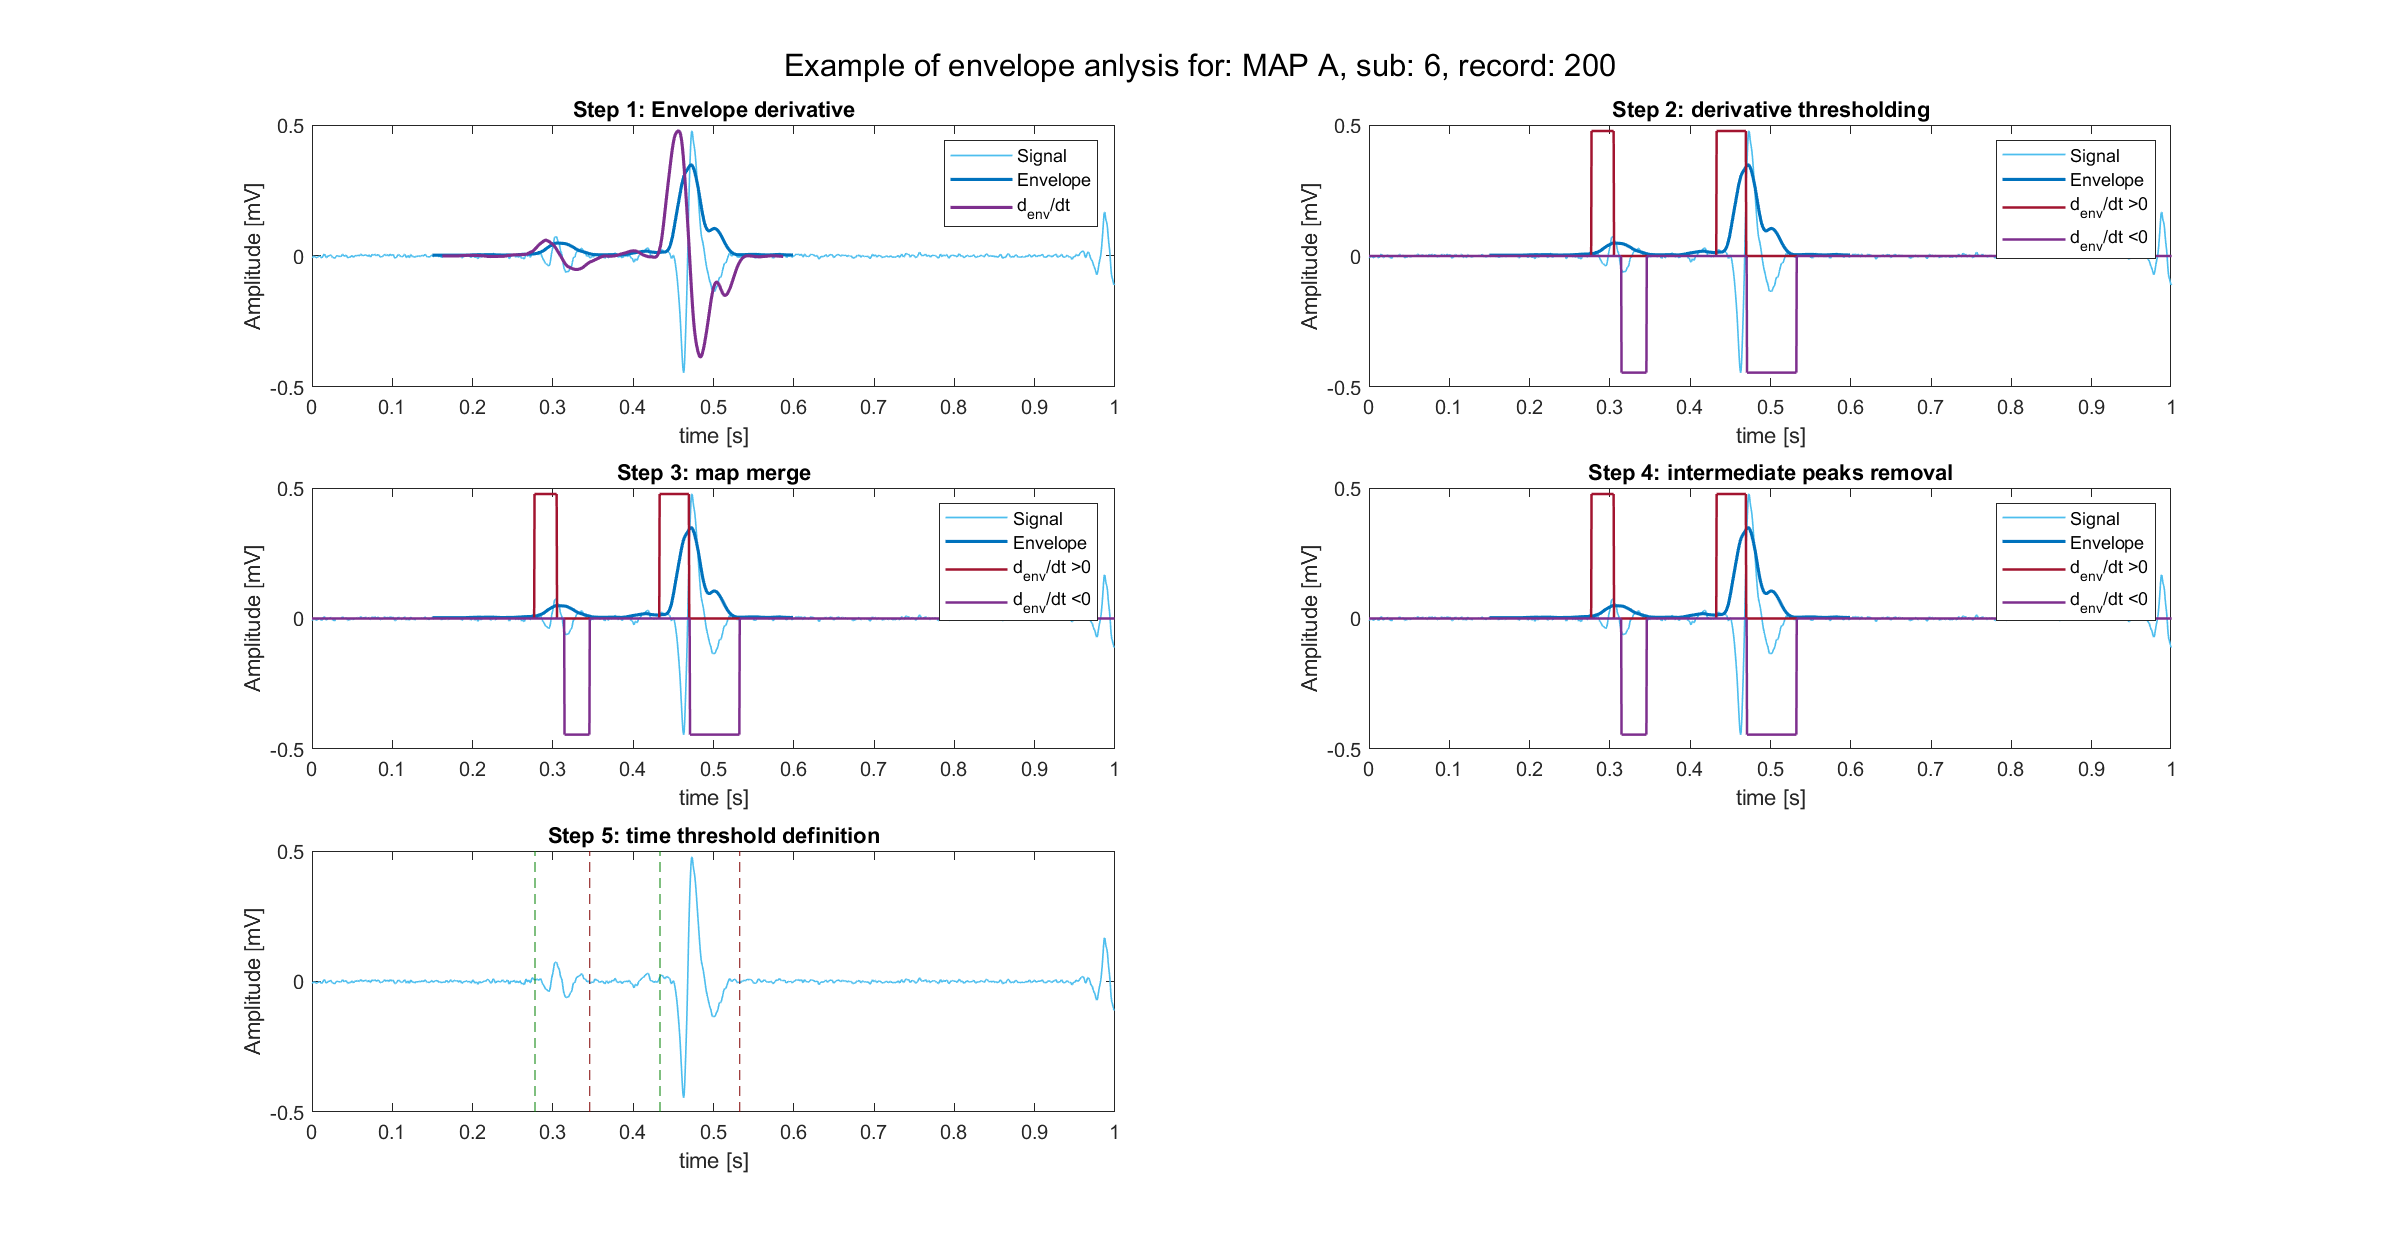 Example of envelope anlysis for: MAP A, sub: 6, record: 200
Step 1: Envelope derivative
0.5
0
-0.5
Amplitude [mV]
Signal
Envelope
d_env/dt
0 0.1 0.2 0.3 0.4 0.5 0.6 0.7 0.8 0.9 1
time [s]
Step 2: derivative thresholding
0.5
0
-0.5
Amplitude [mV]
Signal
Envelope
d_env/dt >0
d_env/dt <0
0 0.1 0.2 0.3 0.4 0.5 0.6 0.7 0.8 0.9 1
time [s]
Step 3: map merge
0.5
0
-0.5
Amplitude [mV]
Signal
Envelope
d_env/dt >0
d_env/dt <0
0 0.1 0.2 0.3 0.4 0.5 0.6 0.7 0.8 0.9 1
time [s]
Step 4: intermediate peaks removal
0.5
0
-0.5
Amplitude [mV]
Signal
Envelope
d_env/dt >0
d_env/dt <0
0 0.1 0.2 0.3 0.4 0.5 0.6 0.7 0.8 0.9 1
time [s]
Step 5: time threshold definition
0.5
0
-0.5
Amplitude [mV]
0 0.1 0.2 0.3 0.4 0.5 0.6 0.7 0.8 0.9 1
time [s]